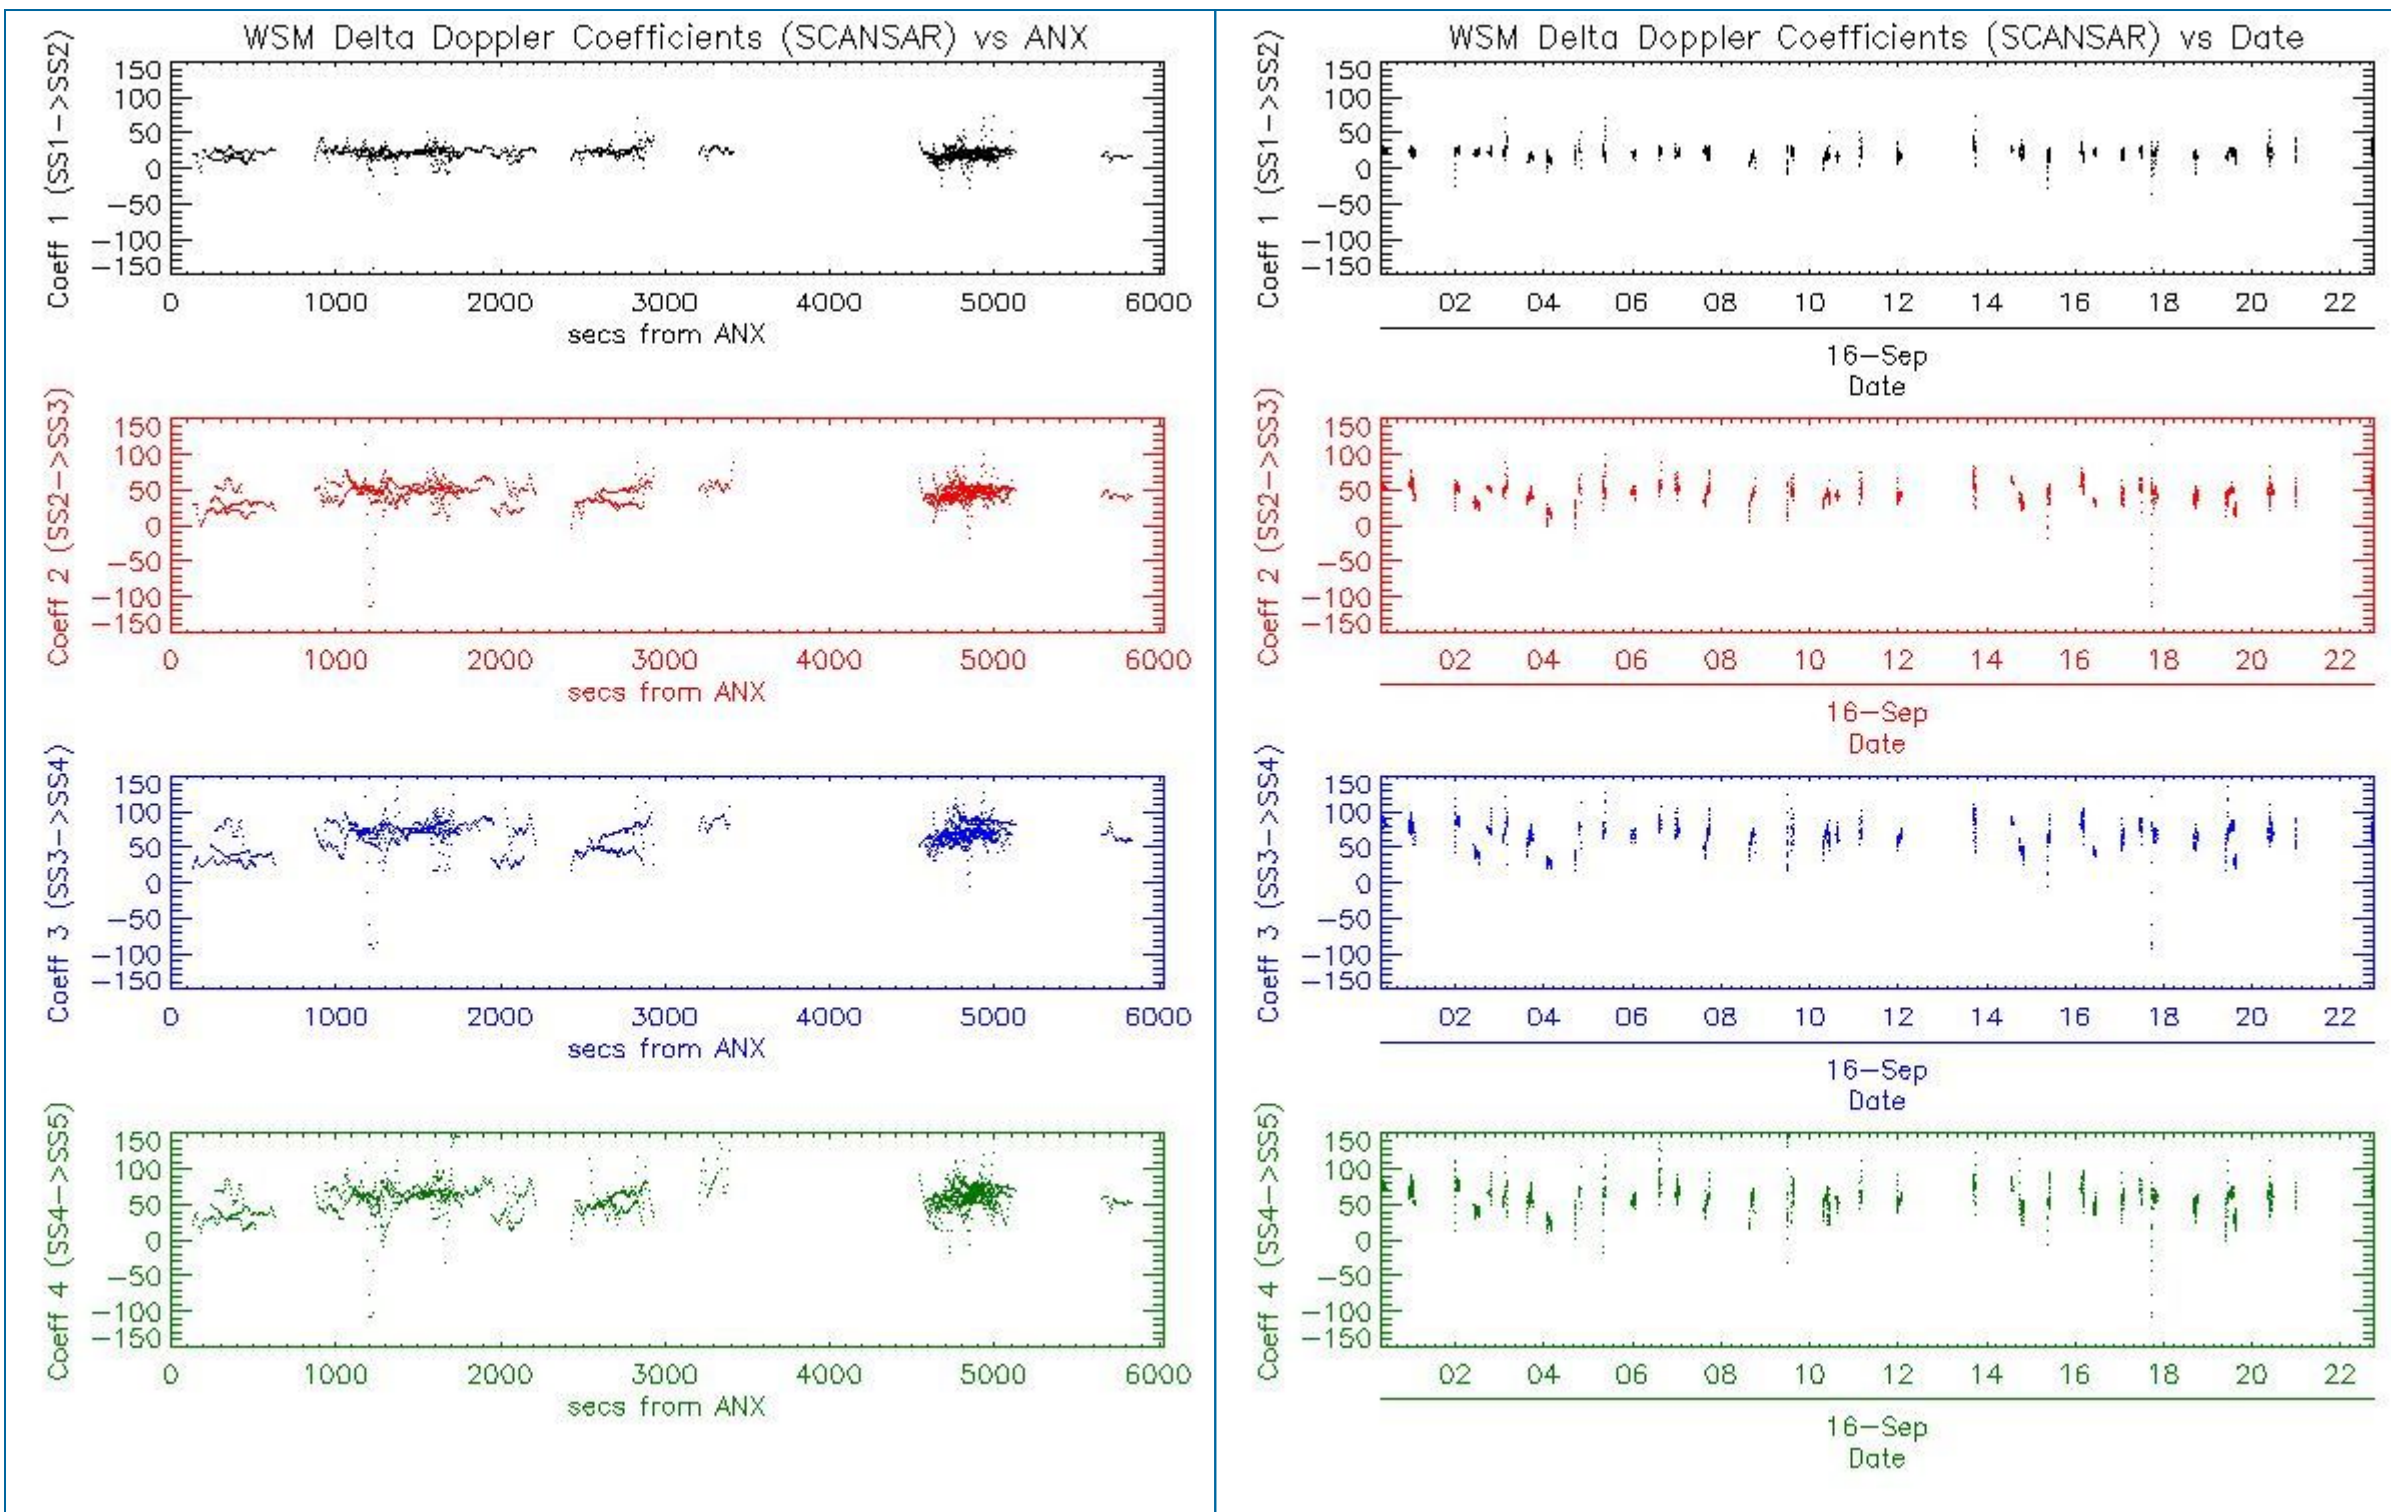 WSM Delta Doppler Coefficients (SCANSAR) vs ANX
Coeff 1 (SS1->SS2)
150
100
50
0
-50
-100
-150
0 1000 2000 3000 4000 5000 6000
secs from ANX
Coeff 2 (SS2->SS3)
150
100
50
0
-50
-100
-150
0 1000 2000 3000 4000 5000 6000
secs from ANX
Coeff 3 (SS3->SS4)
150
100
50
0
-50
-100
-150
0 1000 2000 3000 4000 5000 6000
secs from ANX
Coeff 4 (SS4->SS5)
150
100
50
0
-50
-100
-150
0 1000 2000 3000 4000 5000 6000
secs from ANX
WSM Delta Doppler Coefficients (SCANSAR) vs Date
Coeff 1 (SS1->SS2)
150
100
50
0
-50
-100
-150
02 04 06 08 10 12 14 16 18 20 22
16-Sep
Date
Coeff 2 (SS2->SS3)
150
100
50
0
-50
-100
-150
02 04 06 08 10 12 14 16 18 20 22
16-Sep
Date
Coeff 3 (SS3->SS4)
150
100
50
0
-50
-100
-150
02 04 06 08 10 12 14 16 18 20 22
16-Sep
Date
Coeff 4 (SS4->SS5)
150
100
50
0
-50
-100
-150
02 04 06 08 10 12 14 16 18 20 22
16-Sep
Date